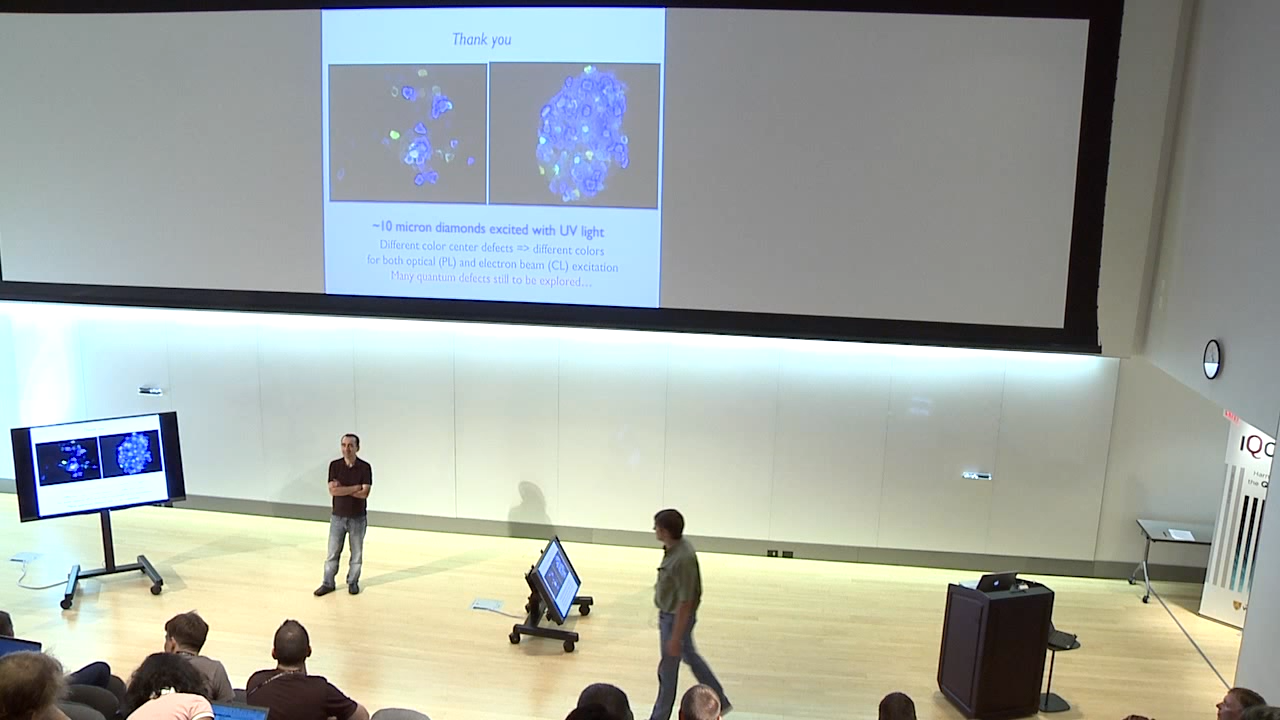 Thank you
~10 micron diamonds excited with UV light
Different color center defects => different colors
for both optical (PL) and electron beam (CL) excitation
Many quantum defects still to be explored...
IQC
the Q